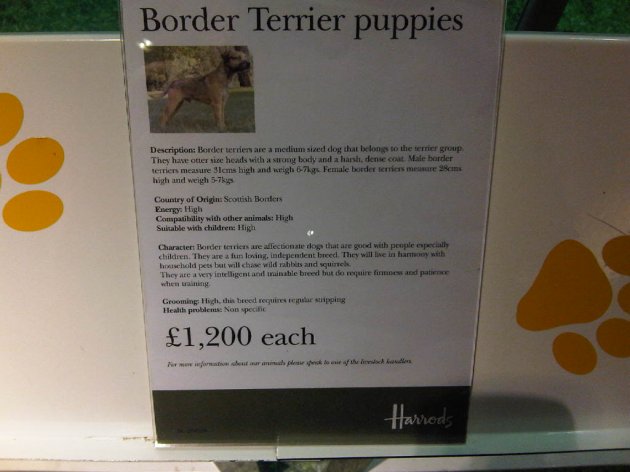 Border Terrier puppies
Description: Border terriers are a medium sized dog that belongs to the terrier group.
They have otter size heads with a strong body and a harsh, dense coat. Male border
terriers measure 31cms high and weigh 6-7kgs. Female border terriers measure 28cms
high and weigh 5-7kgs.
Country of Origin: Scottish Borders
Energy: High
Compatibility with other animals: High
Suitable with children: High
Character: Border terriers are affectionate dogs that are good with people especially
children. They are a fun loving, independent breed. They will live in harmony with
household pets but will chase wild rabbits and squirrels.
They are a very intelligent and trainable breed but do require firmness and patience
when training.
Grooming: High, this breed requires regular stripping
Health problems: Non specific
£1,200 each
For more information about our animals please speak to one of the livestock handlers.
Harrods